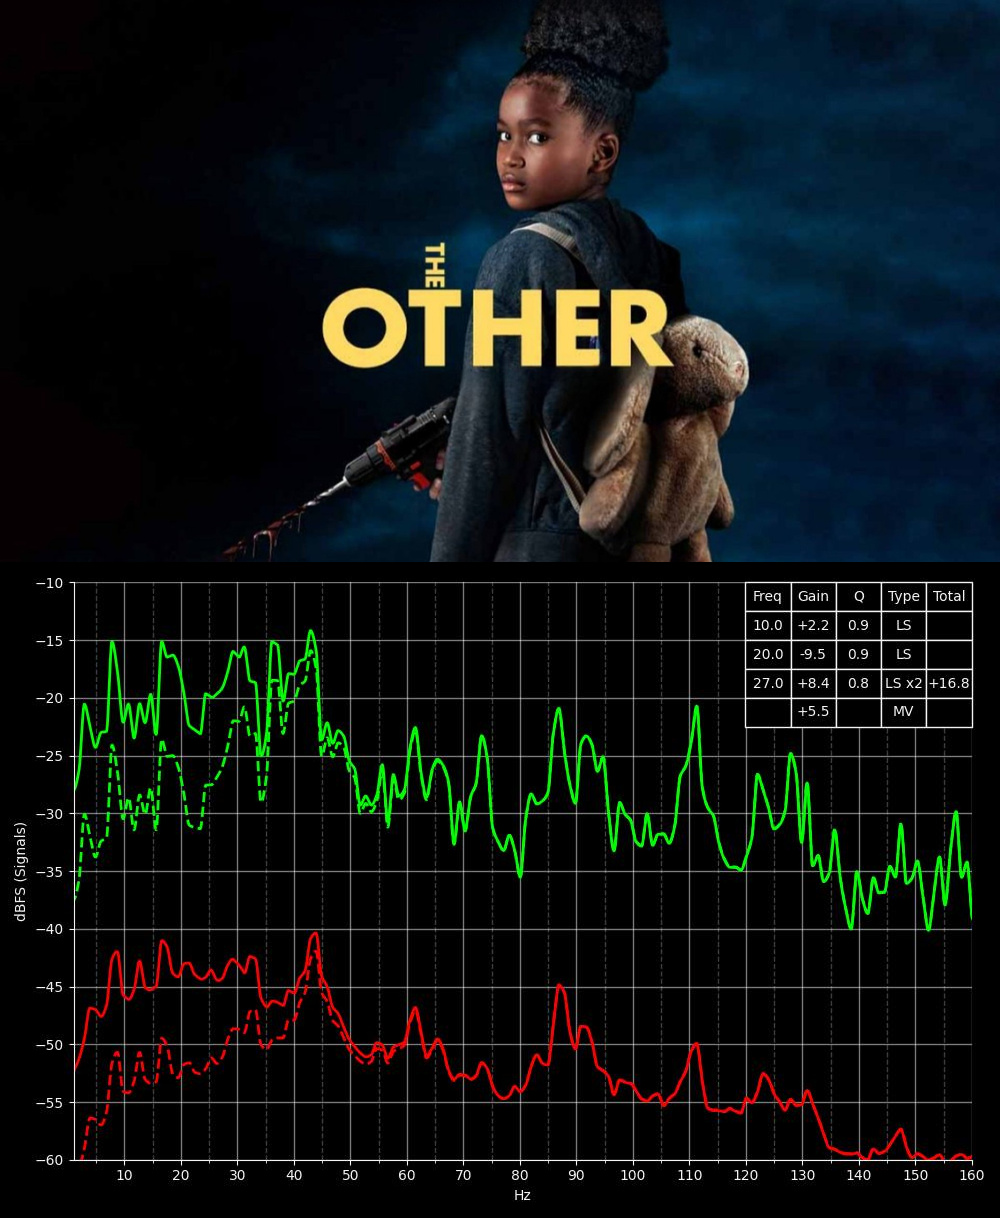 THE
OTHER
Freq Gain Q Type Total
10.0 +2.2 0.9 LS
20.0 -9.5 0.9 LS
27.0 +8.4 0.8 LS x2 +16.8
+5.5 MV
−10
−15
−20
−25
−30
−35
−40
−45
−50
−55
−60
dBFS (Signals)
10 20 30 40 50 60 70 80 90 100 110 120 130 140 150 160
Hz